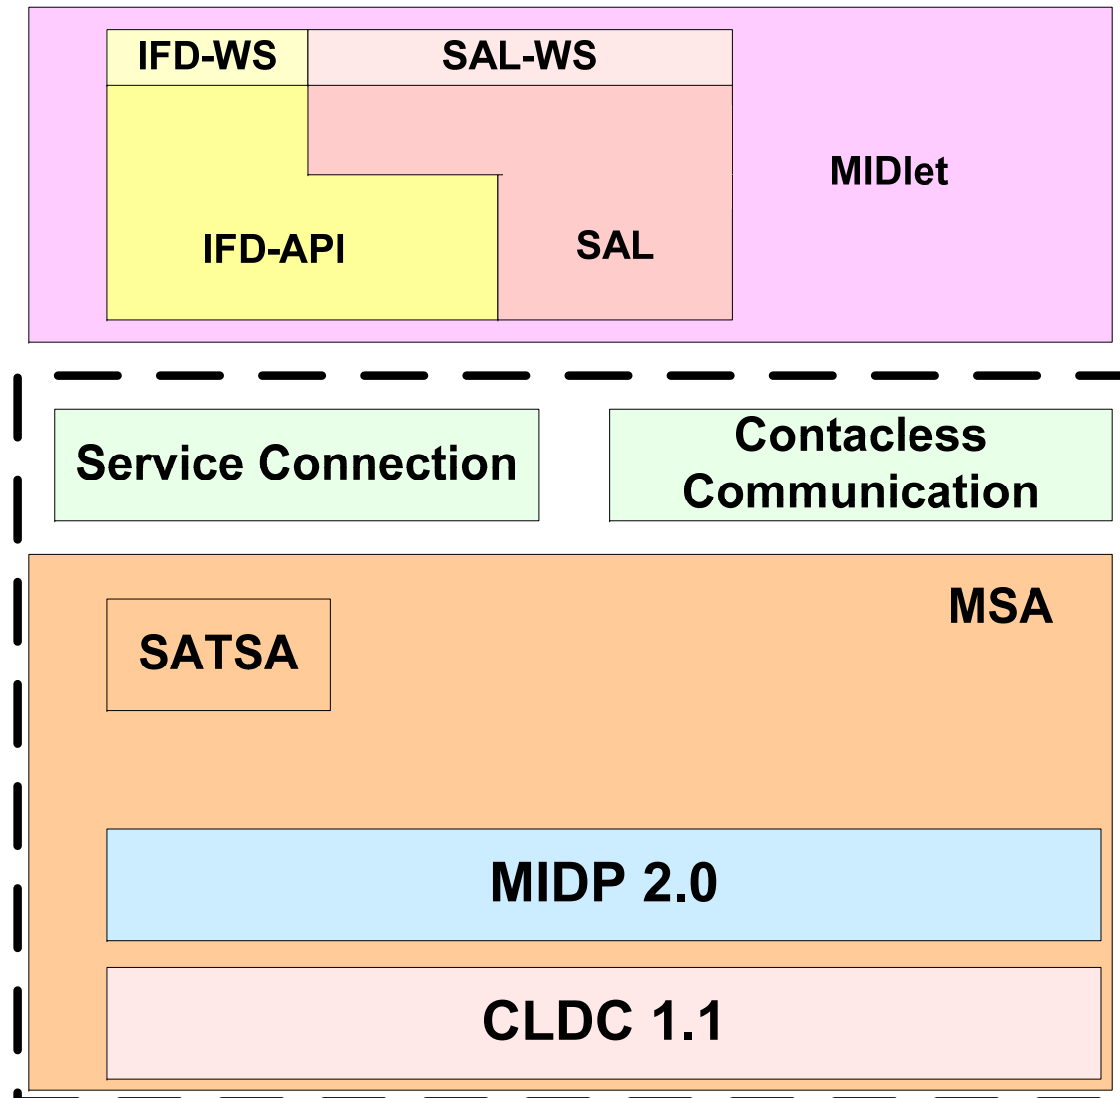 IFD-WS
SAL-WS
MIDlet
IFD-API
SAL
Service Connection
Contacless
Communication
MSA
SATSA
MIDP 2.0
CLDC 1.1